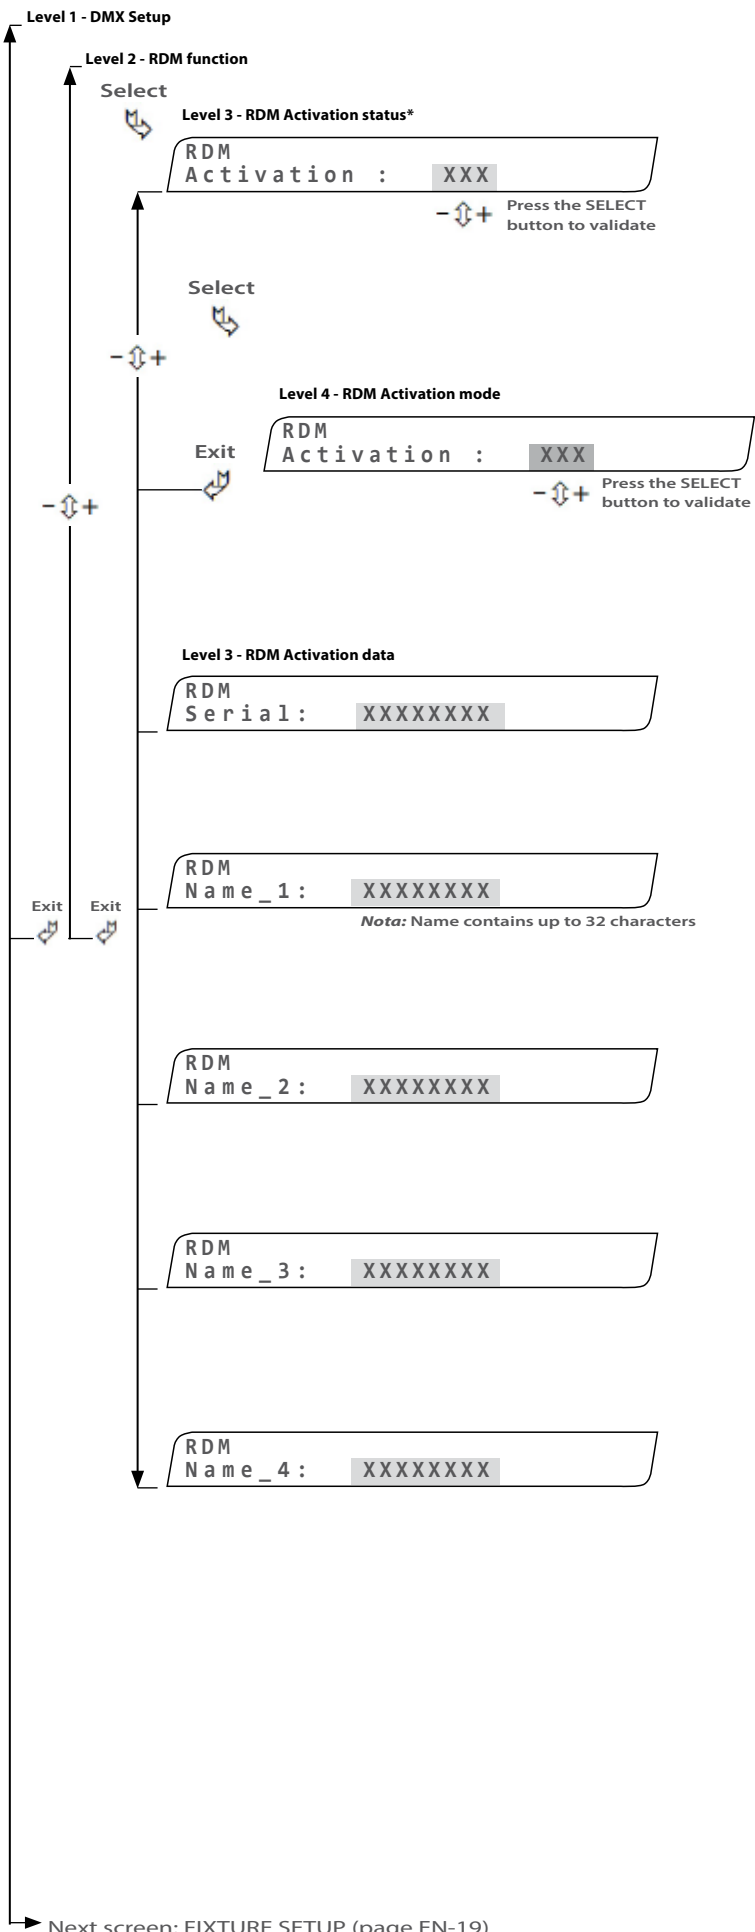 Level 1 - DMX Setup
Level 2 - RDM function
Select
Level 3 - RDM Activation status*
RDM
Activation : XXX
-⇕+ Press the SELECT
button to validate
Select
-⇕+
Level 4 - RDM Activation mode
RDM
Activation : XXX
Exit
-⇕+ Press the SELECT
button to validate
-⇕+
Level 3 - RDM Activation data
RDM
Serial: XXXXXXXX
RDM
Name_1: XXXXXXXX
Exit Exit
Nota: Name contains up to 32 characters
RDM
Name_2: XXXXXXXX
RDM
Name_3: XXXXXXXX
RDM
Name_4: XXXXXXXX
Next screen: FIXTURE SETUP (page EN-19)